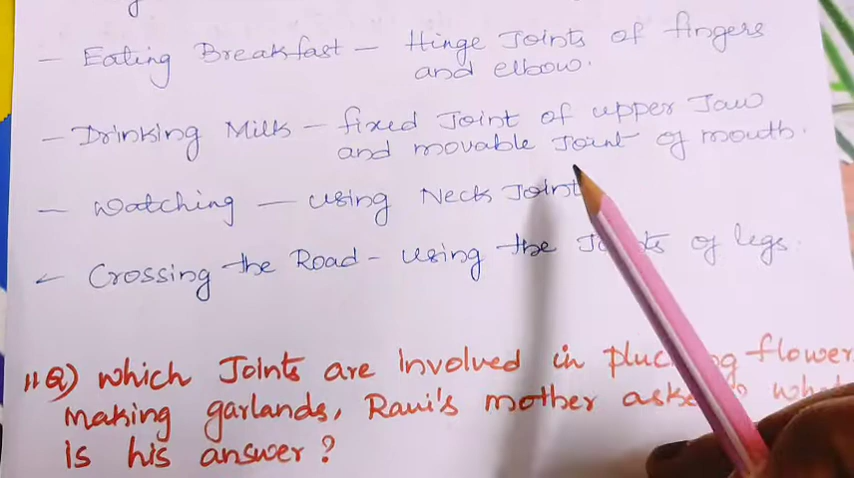 - Eating Breakfast - Hinge Joints of fingers
and elbow.
- Drinking Milk - fixed Joint of upper Jaw
and movable Joint of mouth.
- watching - using Neck Joint
- Crossing the Road - using the of legs.
11Q) which Joints are involved in flower
making garlands, Ravi's mother
is his answer?